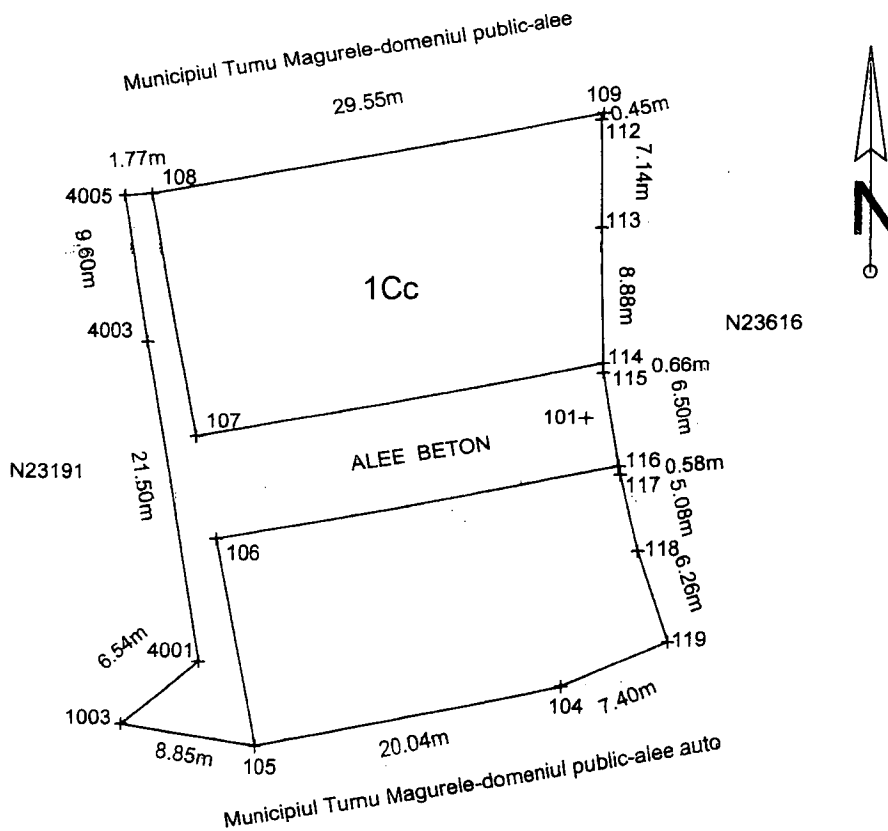 Municipiul Turnu Magurele-domeniul public-alee
29.55m
109
0.45m
112
1.77m
108
4005
7.14m
N
9.60m
113
1Cc
8.88m
N23616
4003
114 0.66m
115
6.50m
107
101
ALEE BETON
N23191
21.50m
116 0.58m
117
5.08m
106
118
6.26m
6.54m
4001
119
1003
104
7.40m
8.85m
105
20.04m
Municipiul Turnu Magurele-domeniul public-alee auto